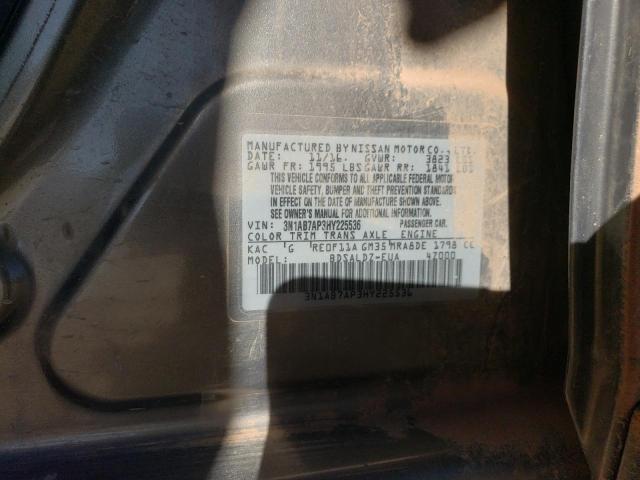 MANUFACTURED BY NISSAN MOTOR CO., LTD.
DATE: 11/16. GVWR: 3823 LBS
GAWR FR: 1995 LBS GAWR RR: 1841 LBS
THIS VEHICLE CONFORMS TO ALL APPLICABLE FEDERAL MOTOR
VEHICLE SAFETY, BUMPER AND THEFT PREVENTION STANDARDS
IN EFFECT ON THE DATE OF MANUFACTURE SHOWN ABOVE.
SEE OWNER'S MANUAL FOR ADDITIONAL INFORMATION.
VIN: 3N1AB7AP3HY225536 PASSENGER CAR.
COLOR TRIM TRANS AXLE ENGINE
KAC G RE0F11A GM35 MRA8DE 1798 CC
MODEL: BDSALDZ-EUA 47000
3N1AB7AP3HY225536